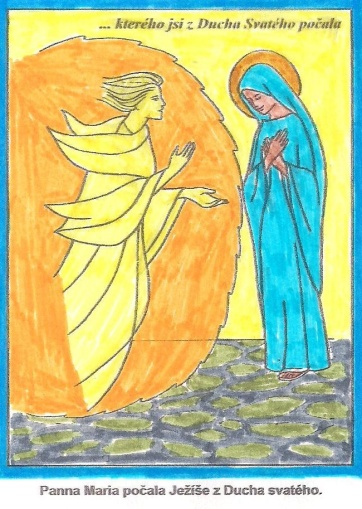 ... kterého jsi z Ducha Svatého počala
Panna Maria počala Ježíše z Ducha svatého.